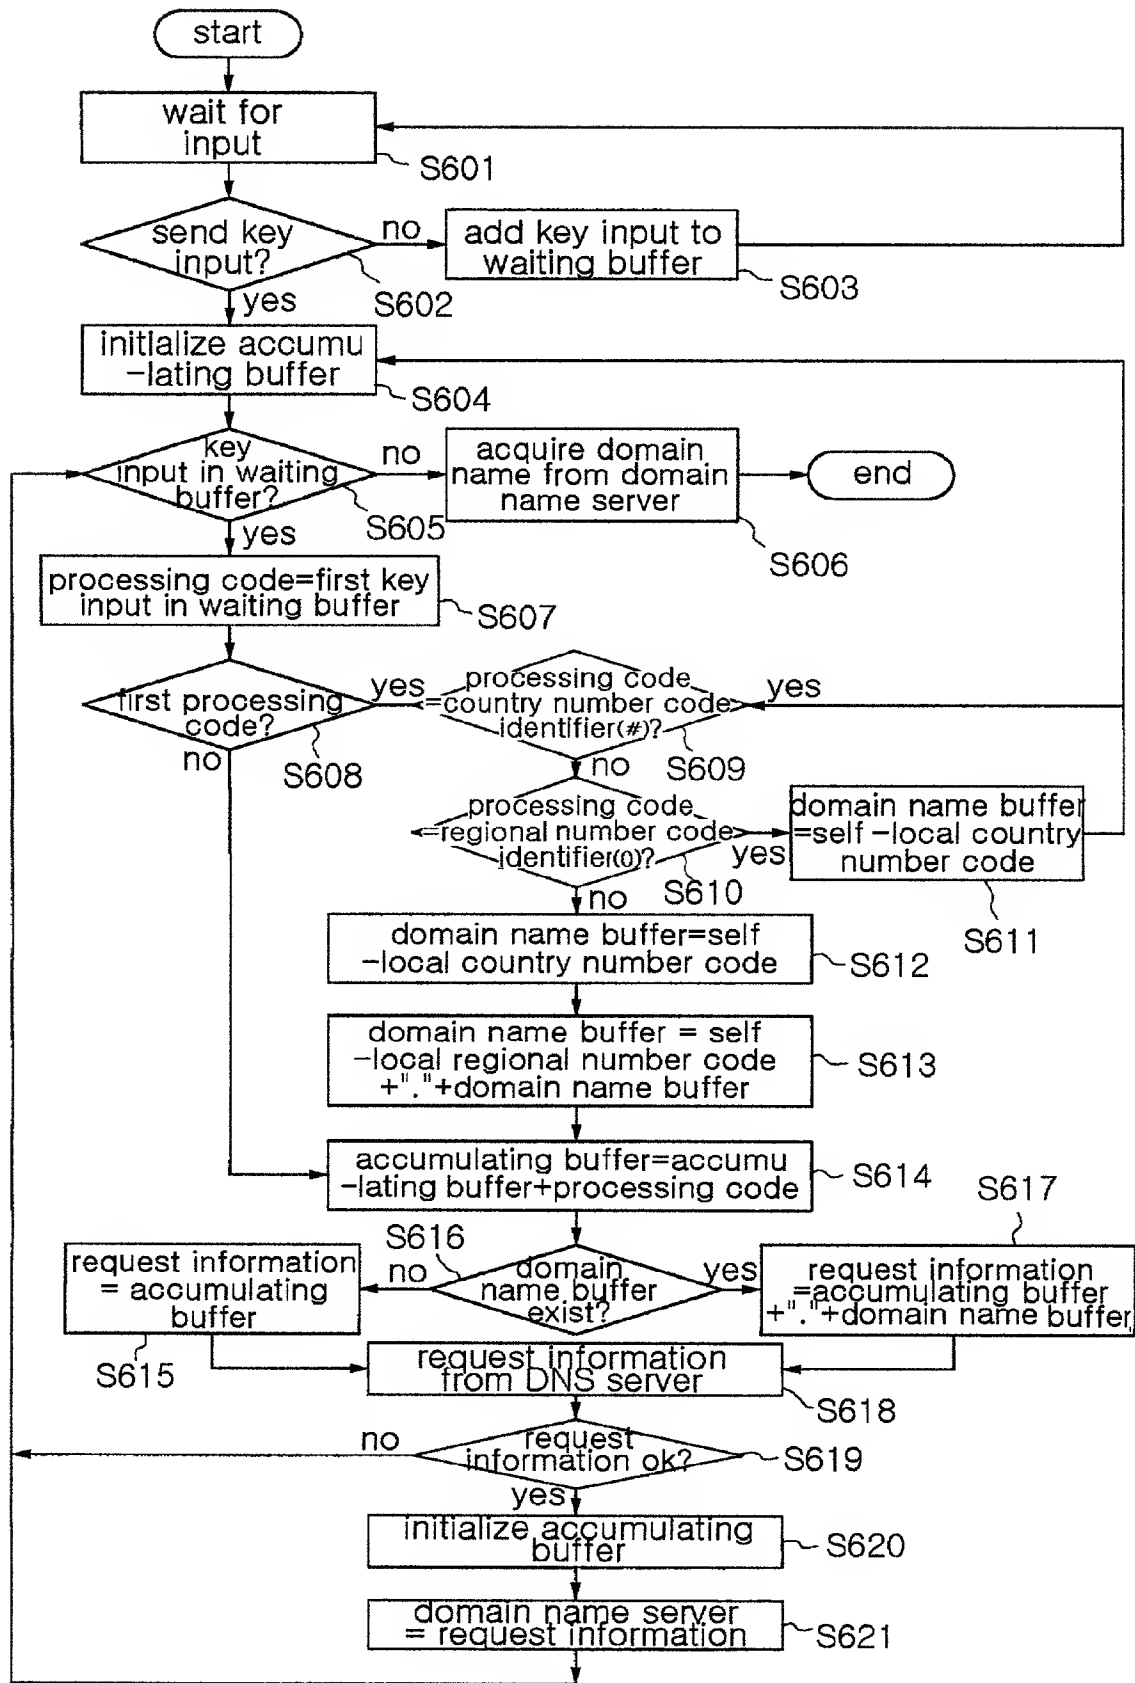 start
wait for
input
S601
send key
input?
no
S602
yes
add key input to
waiting buffer
S603
initialize accumu
-lating buffer
S604
key
input in waiting
buffer?
no
S605
yes
acquire domain
name from domain
name server
S606
end
processing code=first key
input in waiting buffer
S607
first processing
code?
yes
S608
no
processing code
=country number code
identifier(#)?
yes
S609
no
processing code
=regional number code
identifier(0)?
yes
S610
no
domain name buffer
=self-local country
number code
S611
domain name buffer=self
-local country number code
S612
domain name buffer = self
-local regional number code
+"."+domain name buffer
S613
accumulating buffer=accumu
-lating buffer+processing code
S614
S616
domain
name buffer
exist?
no
yes
request information
= accumulating
buffer
S615
S617
request information
=accumulating buffer
+"."+domain name buffer
request information
from DNS server
S618
request
information ok?
no
S619
yes
initialize accumulating
buffer
S620
domain name server
= request information
S621